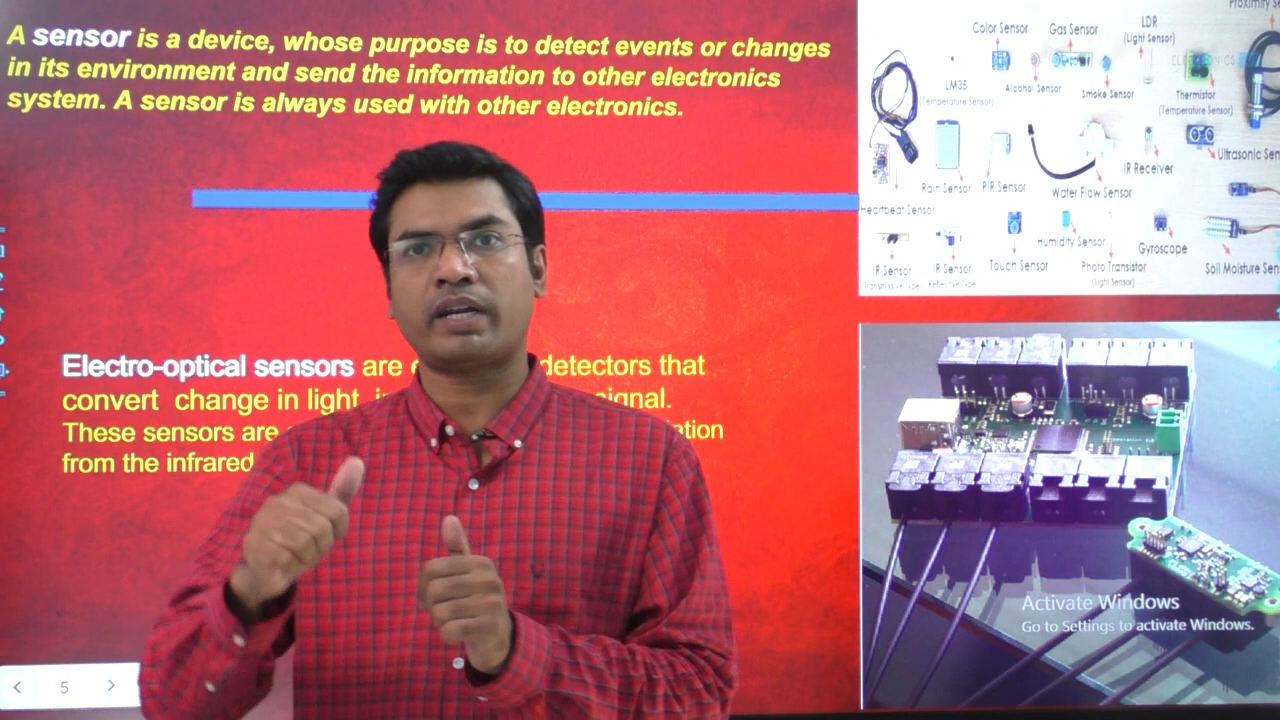 A sensor is a device, whose purpose is to detect events or changes
in its environment and send the information to other electronics
system. A sensor is always used with other electronics.
Electro-optical sensors are detectors that
convert change in light
These sensors are
from the infrared
Color Sensor
Gas Sensor
LDR
(Light Sensor)
LM35
(Temperature Sensor)
Alcohol Sensor
Smoke Sensor
Thermistor
(Temperature Sensor)
Rain Sensor
PIR Sensor
Water Flow Sensor
IR Receiver
Ultrasonic
Heartbeat Sensor
IR Sensor
(Transmissive Type)
IR Sensor
Reflective Type
Touch Sensor
Humidity Sensor
Photo Transistor
(Light Sensor)
Gyroscope
Soil Moisture
Activate Windows
Go to Settings to activate Windows.
5